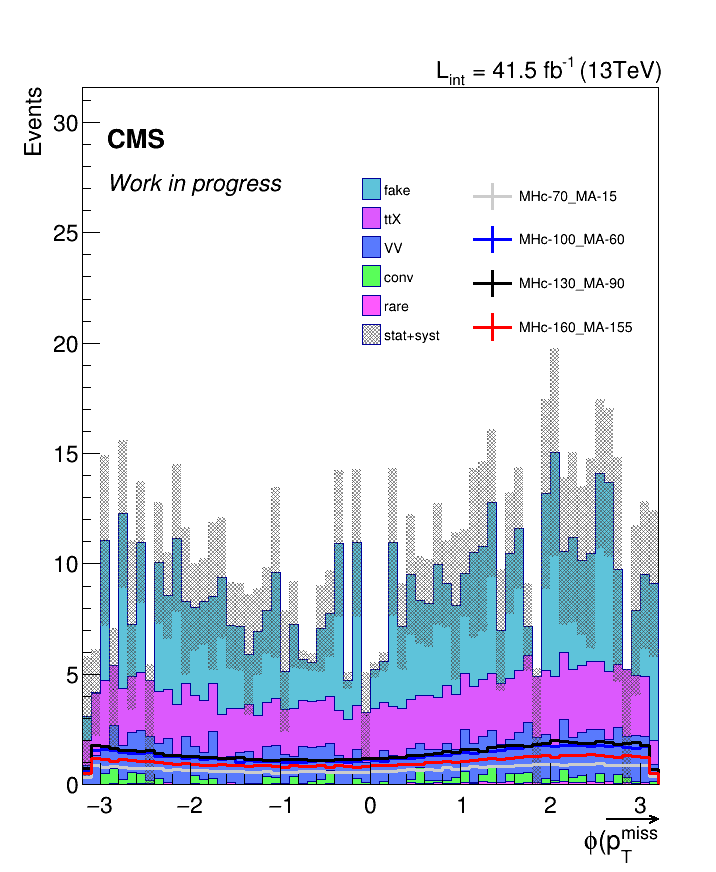 L_int = 41.5 fb^-1 (13TeV)
Events
CMS
Work in progress
fake
ttX
VV
conv
rare
stat+syst
MHc-70_MA-15
MHc-100_MA-60
MHc-130_MA-90
MHc-160_MA-155
30
25
20
15
10
5
0
−3 −2 −1 0 1 2 3
ϕ(p_T^miss